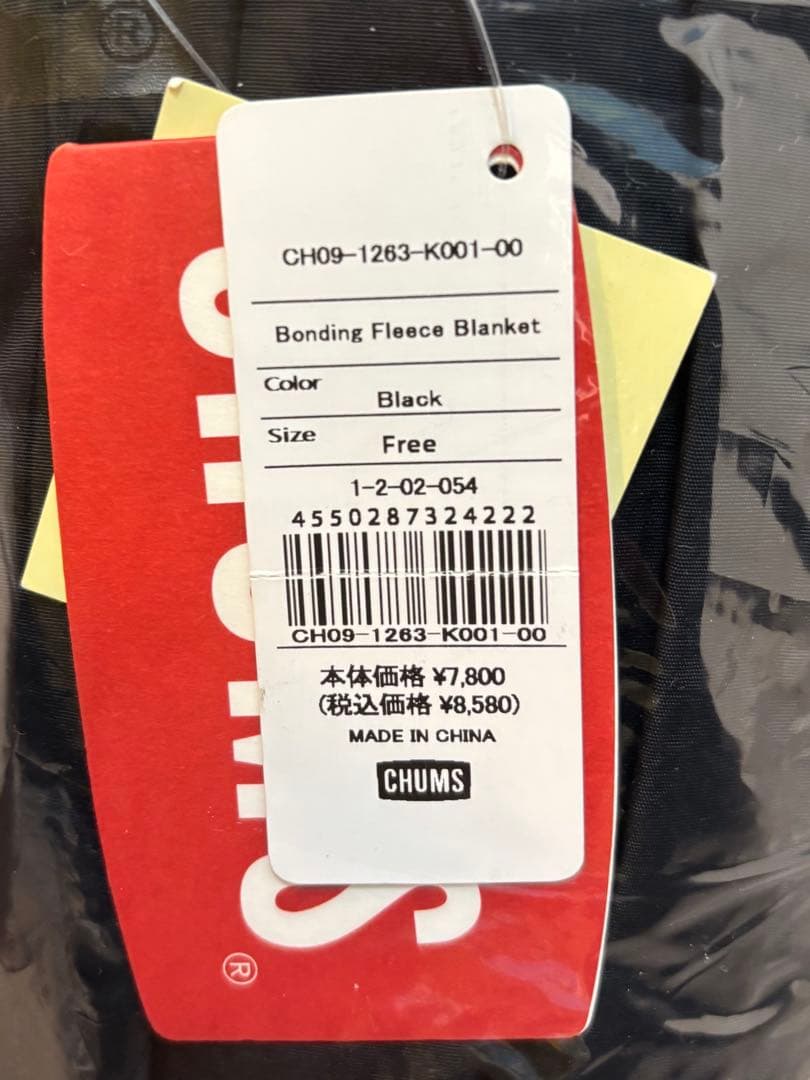 ®
CH09-1263-K001-00
Bonding Fleece Blanket
Color
Black
Size
Free
1-2-02-054
4550287324222
CH09-1263-K001-00
本体価格 ¥7,800
(税込価格 ¥8,580)
MADE IN CHINA
CHUMS
CHUMS
®